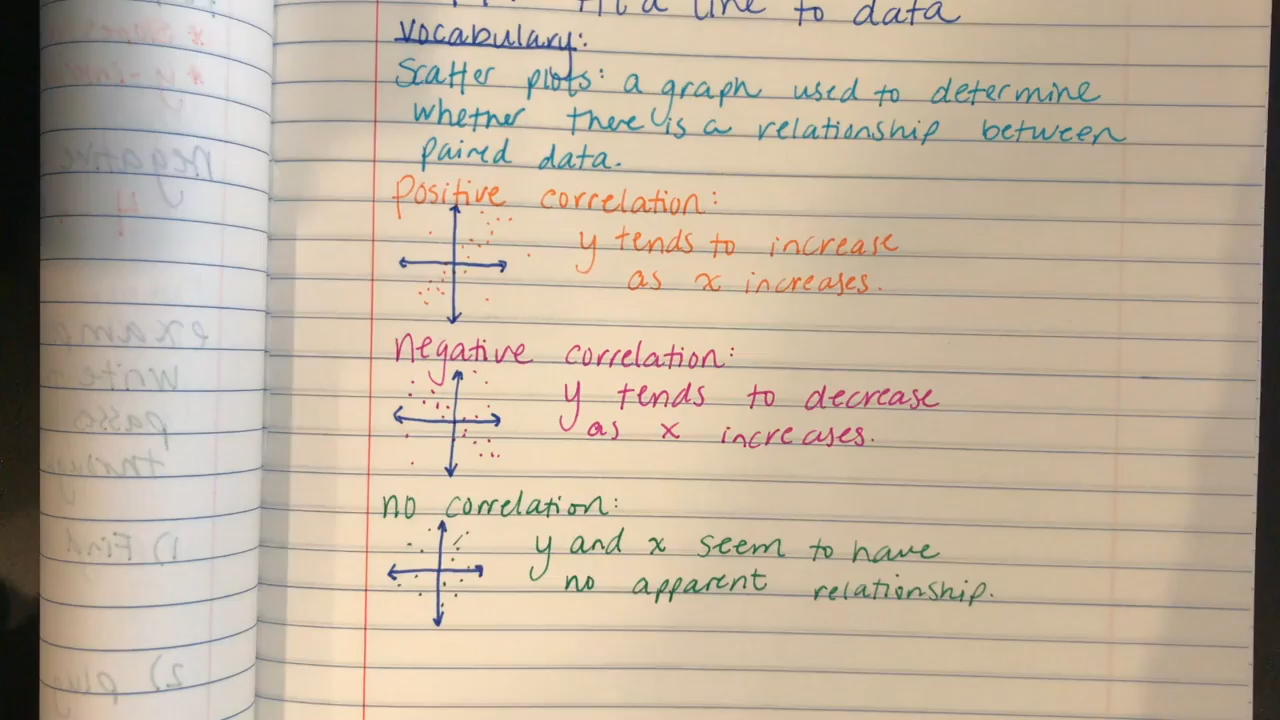 line to data
vocabulary:
Scatter plots: a graph used to determine
whether there is a relationship between
paired data.
positive correlation:
y tends to increase
as x increases.
negative correlation:
y tends to decrease
as x increases.
no correlation:
y and x seem to have
no apparent relationship.